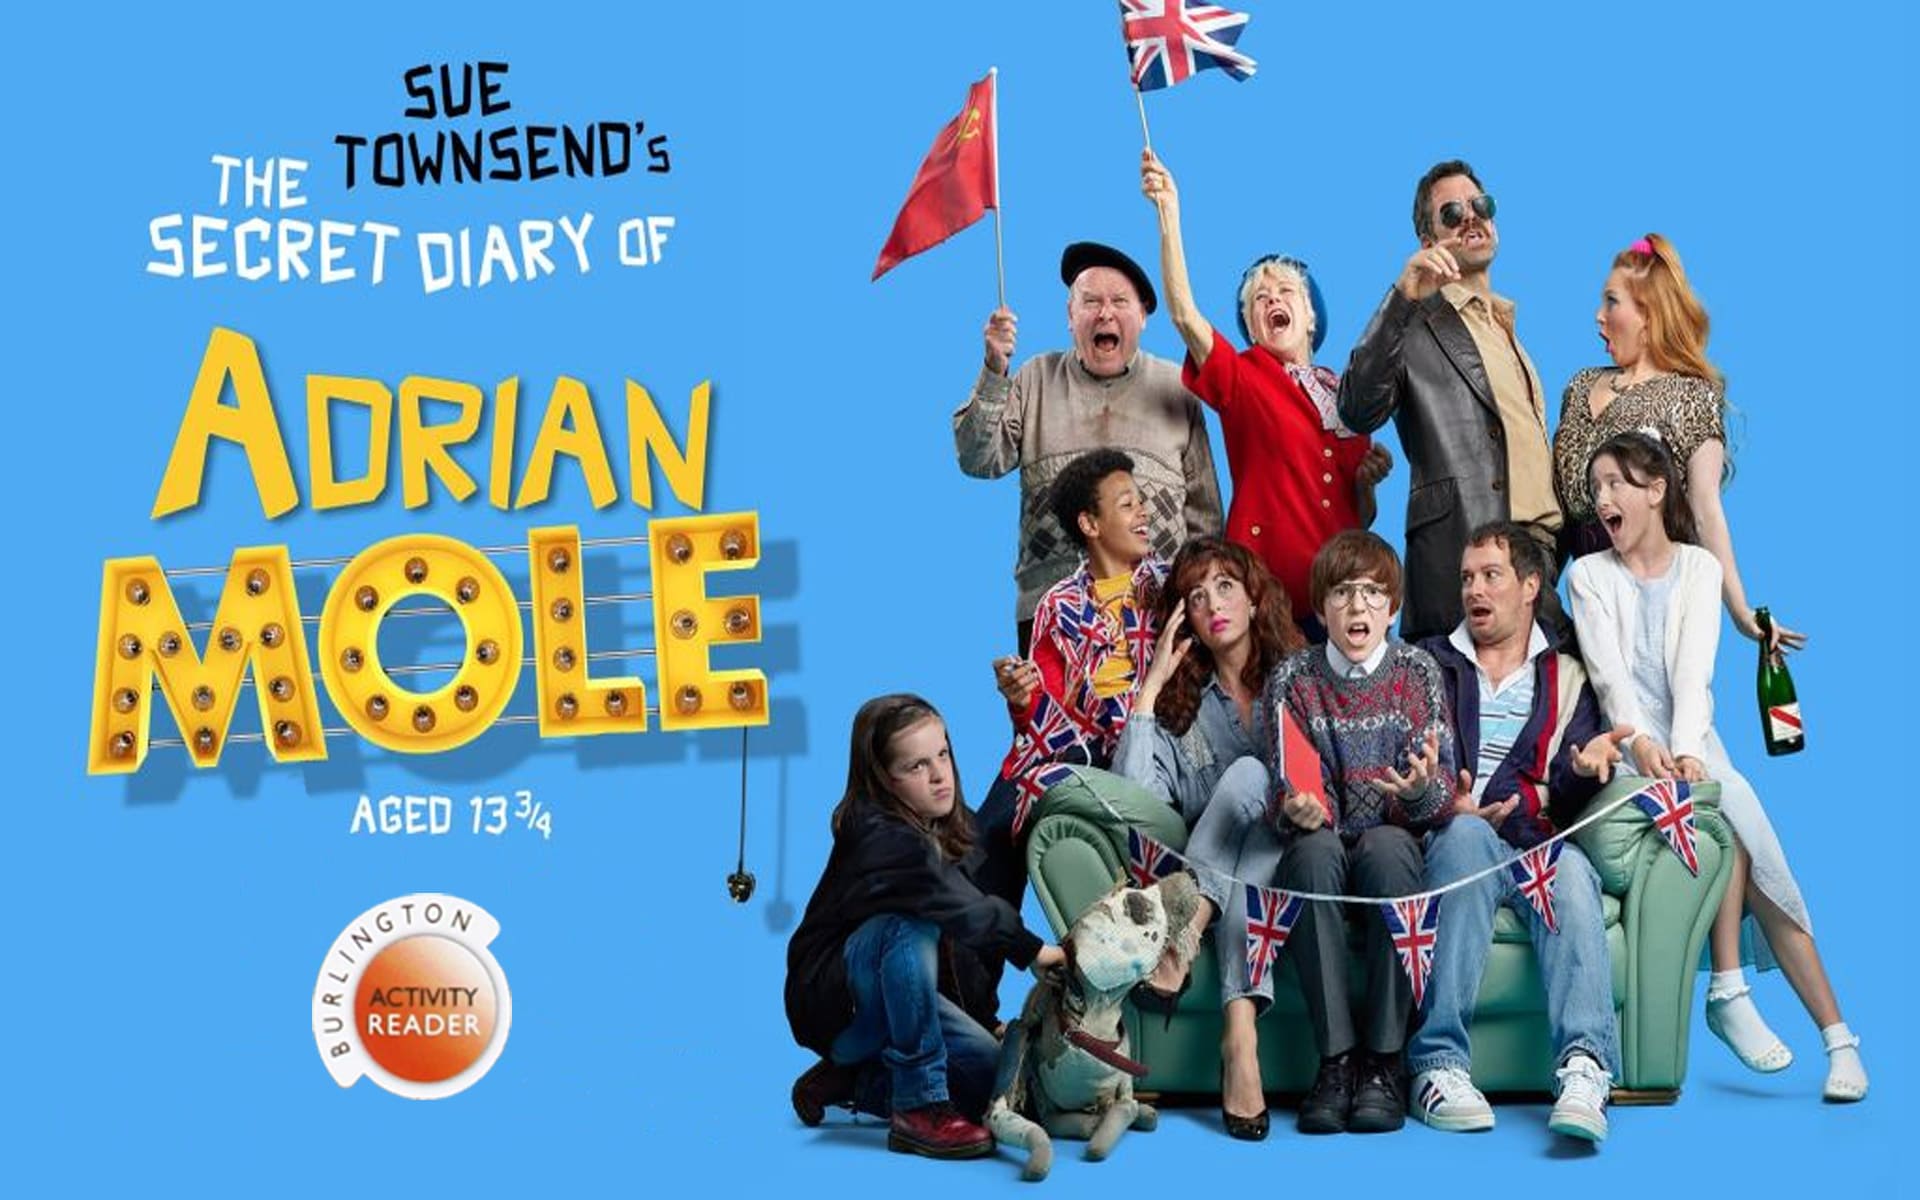 SUE
TOWNSEND'S
THE
SECRET DIARY OF
ADRIAN
MOLE
AGED 13 3/4
BURLINGTON
ACTIVITY
READER